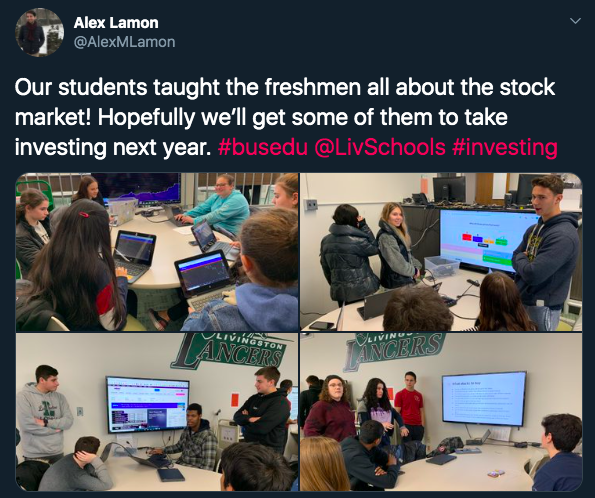 Alex Lamon
@AlexMLamon
Our students taught the freshmen all about the stock
market! Hopefully we’ll get some of them to take
investing next year. #busedu @LivSchools #investing
LIVINGSTON
LANCERS
LIVINGS
LANCERS